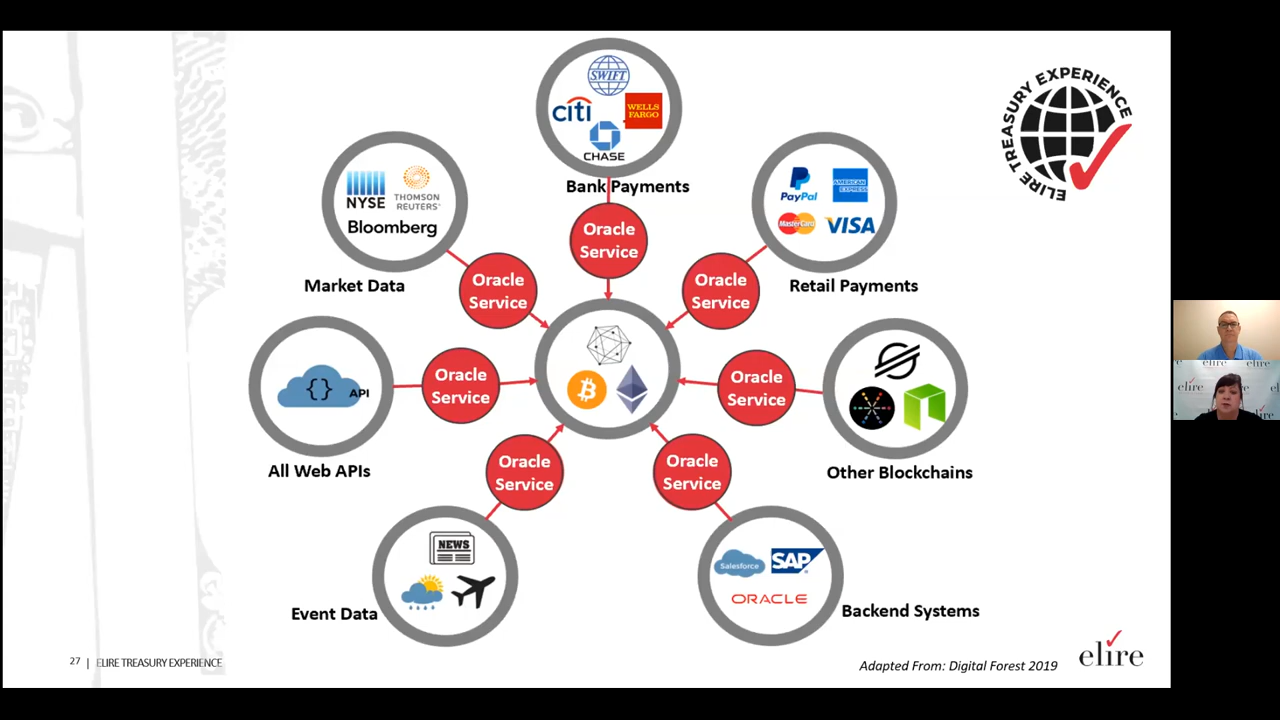 SWIFT
citi
WELLS
FARGO
CHASE
Bank Payments
ELIRE TREASURY EXPERIENCE
NYSE
THOMSON
REUTERS
Bloomberg
Market Data
PayPal
AMERICAN
EXPRESS
MasterCard
VISA
Retail Payments
Oracle
Service
Oracle
Service
Oracle
Service
{} API
All Web APIs
Oracle
Service
Oracle
Service
Other Blockchains
Oracle
Service
Oracle
Service
NEWS
Event Data
Salesforce
SAP
ORACLE
Backend Systems
27 | ELIRE TREASURY EXPERIENCE
Adapted From: Digital Forest 2019
elire
elire
elire